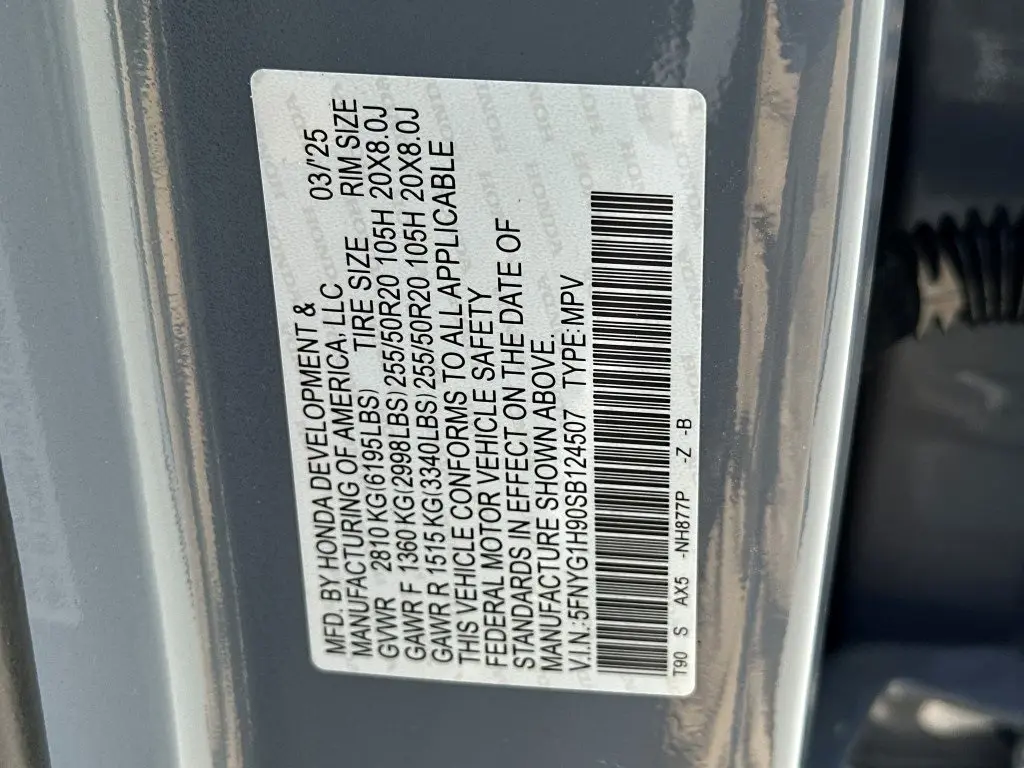 MFD. BY HONDA DEVELOPMENT &
MANUFACTURING OF AMERICA, LLC 03/'25
GVWR 2810 KG(6195LBS) TIRE SIZE RIM SIZE
GAWR F 1360 KG(2998LBS) 255/50R20 105H 20X8.0J
GAWR R 1515 KG(3340LBS) 255/50R20 105H 20X8.0J
THIS VEHICLE CONFORMS TO ALL APPLICABLE
FEDERAL MOTOR VEHICLE SAFETY
STANDARDS IN EFFECT ON THE DATE OF
MANUFACTURE SHOWN ABOVE.
V.I.N.:5FNYG1H90SB124507 TYPE:MPV
T90 S AX5 -NH877P -Z -B